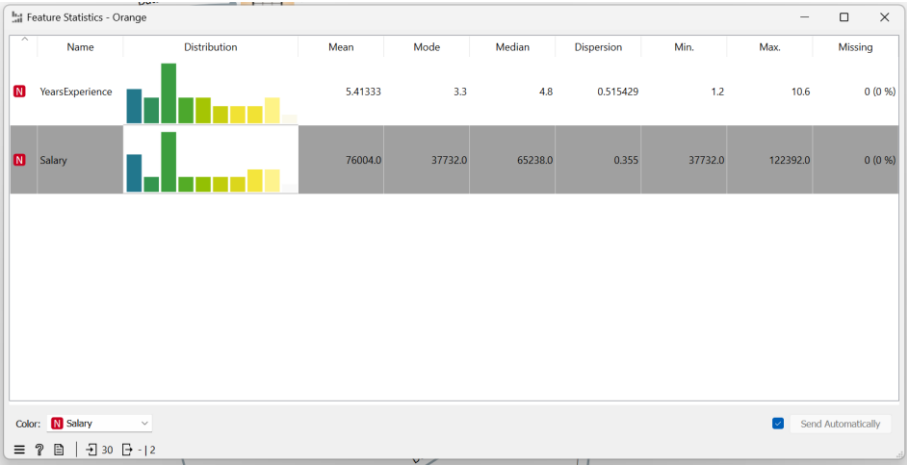 Feature Statistics - Orange
Name Distribution Mean Mode Median Dispersion Min. Max. Missing
N YearsExperience 5.41333 3.3 4.8 0.515429 1.2 10.6 0 (0 %)
N Salary 76004.0 37732.0 65238.0 0.355 37732.0 122392.0 0 (0 %)
Color: N Salary Send Automatically
? 30 - | 2